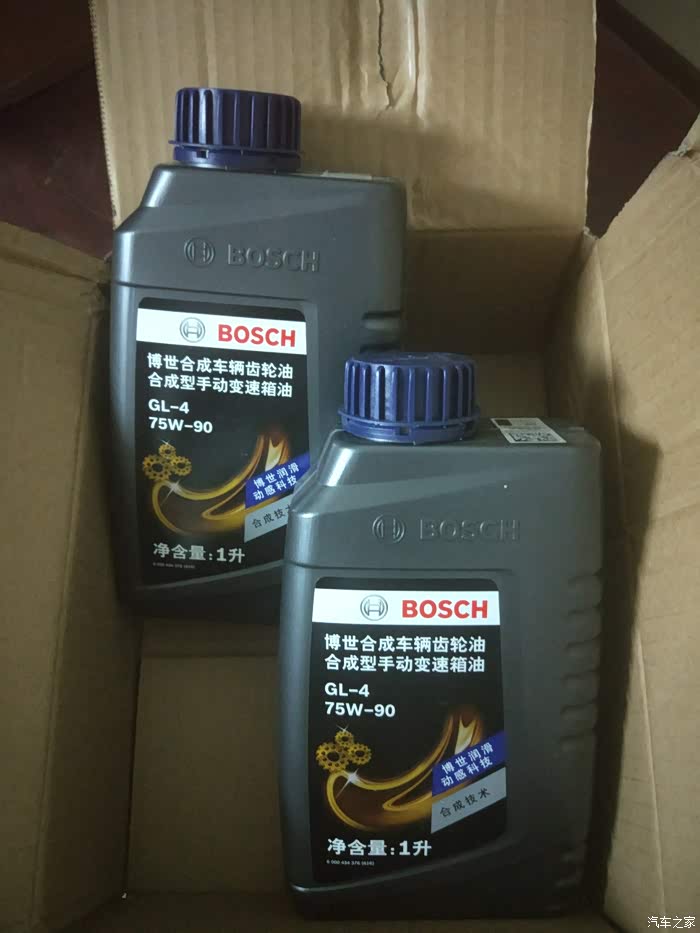 BOSCH
BOSCH
博世合成车辆齿轮油
合成型手动变速箱油
GL-4
75W-90
博世润滑
动感科技
合成技术
净含量:1升
BOSCH
BOSCH
博世合成车辆齿轮油
合成型手动变速箱油
GL-4
75W-90
博世润滑
动感科技
合成技术
净含量:1升
汽车之家